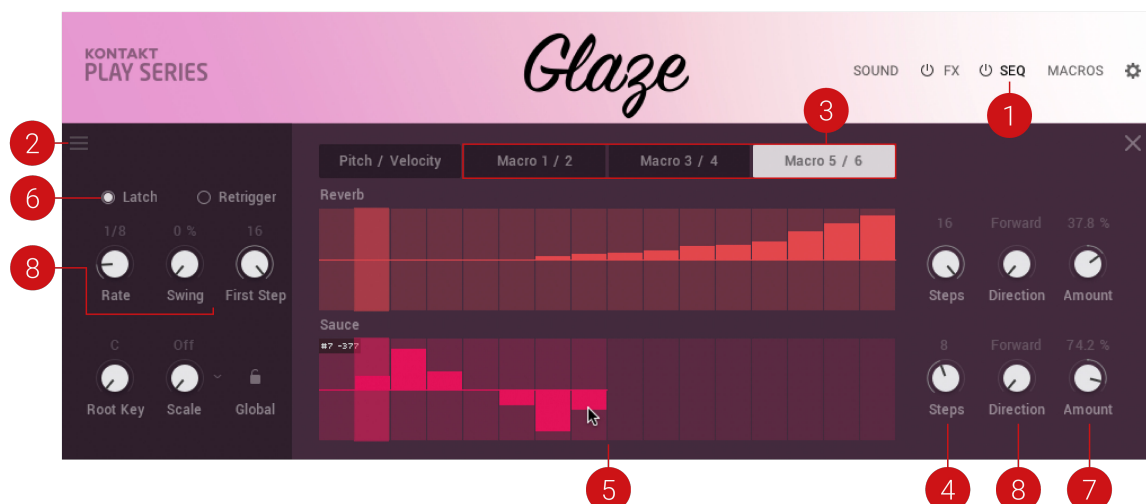 KONTAKT
PLAY SERIES
Glaze
SOUND FX SEQ MACROS
1
2
3
Pitch / Velocity Macro 1 / 2 Macro 3 / 4 Macro 5 / 6
6
Latch Retrigger
Reverb
1/8 0 % 16
16 Forward 37.8 %
8
Rate Swing First Step
Steps Direction Amount
Sauce
#7 -377
C Off
8 Forward 74.2 %
Root Key Scale Global
Steps Direction Amount
5
4
8
7